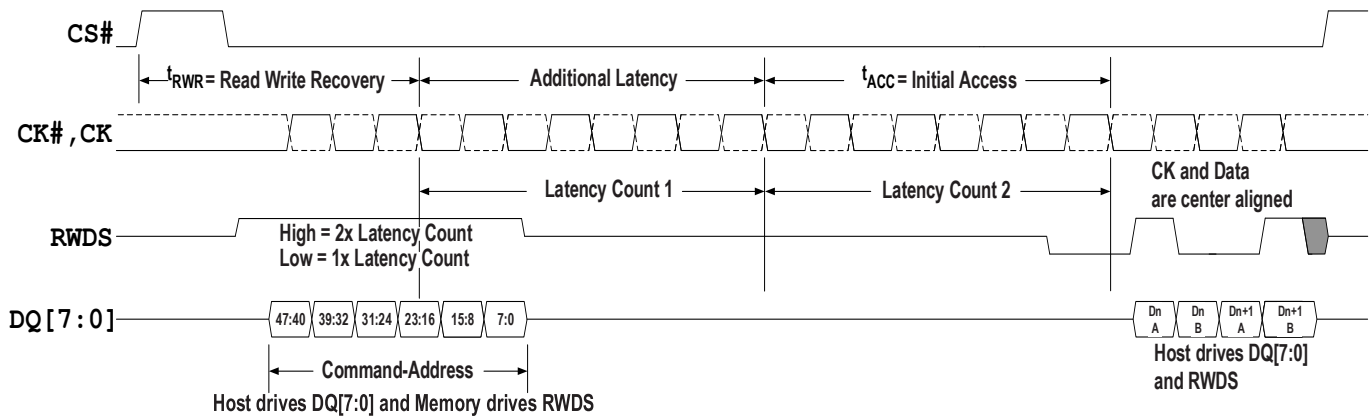 CS#
tRWR = Read Write Recovery
Additional Latency
tACC = Initial Access
CK#,CK
Latency Count 1
Latency Count 2
CK and Data
are center aligned
RWDS
High = 2x Latency Count
Low = 1x Latency Count
DQ[7:0]
47:40 39:32 31:24 23:16 15:8 7:0
Dn A Dn B Dn+1 A Dn+1 B
Command-Address
Host drives DQ[7:0]
and RWDS
Host drives DQ[7:0] and Memory drives RWDS